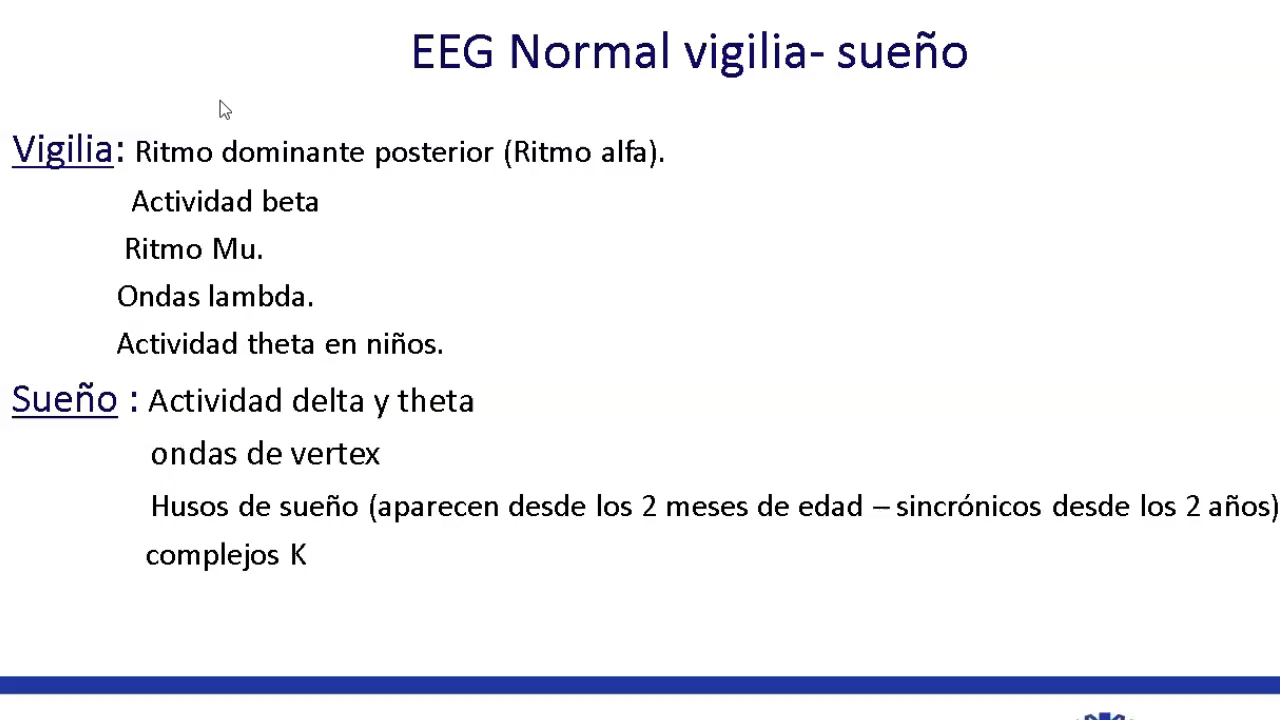 EEG Normal vigilia- sueño
Vigilia: Ritmo dominante posterior (Ritmo alfa).
Actividad beta
Ritmo Mu.
Ondas lambda.
Actividad theta en niños.
Sueño : Actividad delta y theta
ondas de vertex
Husos de sueño (aparecen desde los 2 meses de edad – sincrónicos desde los 2 años)
complejos K